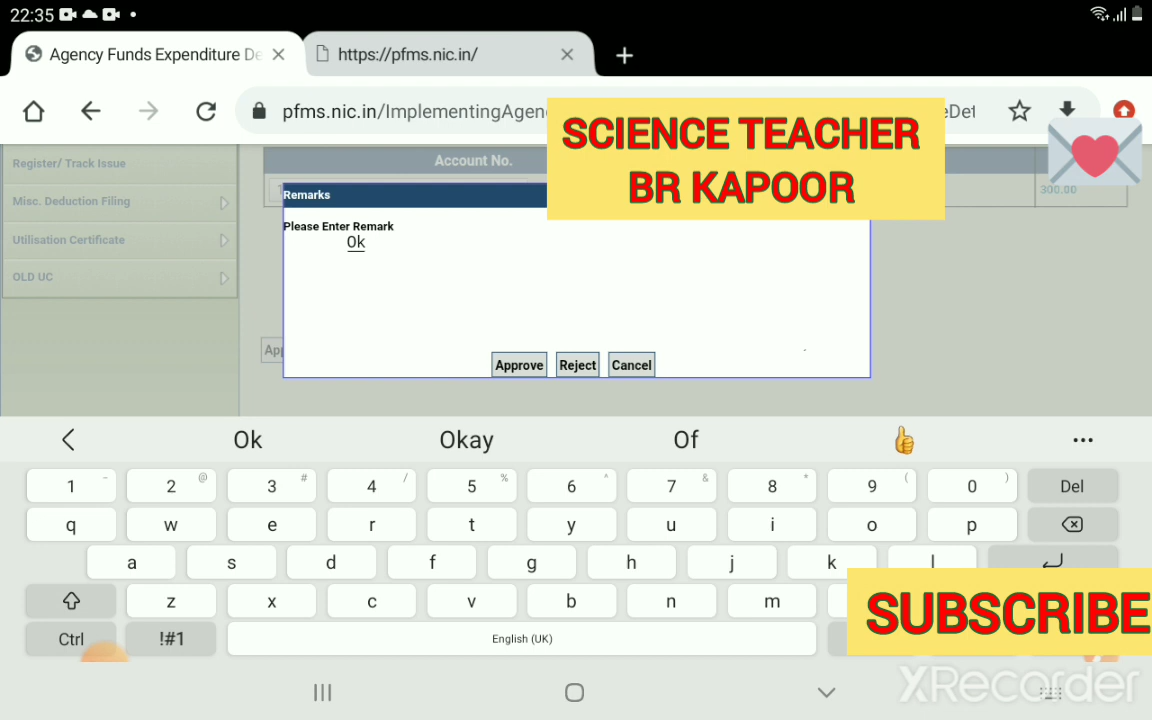 22:35
Agency Funds Expenditure De
https://pfms.nic.in/
pfms.nic.in/ImplementingAgen
eDet
SCIENCE TEACHER
BR KAPOOR
Register/ Track Issue
Misc. Deduction Filing
Utilisation Certificate
OLD UC
Account No.
300.00
Remarks
Please Enter Remark
Ok
App
Approve Reject Cancel
Ok Okay Of
1 2 3 4 5 6 7 8 9 0 Del
- @ # / % ^ & * ( )
q w e r t y u i o p
a s d f g h j k l
z x c v b n m
Ctrl !#1 English (UK)
SUBSCRIBE
XRecorder